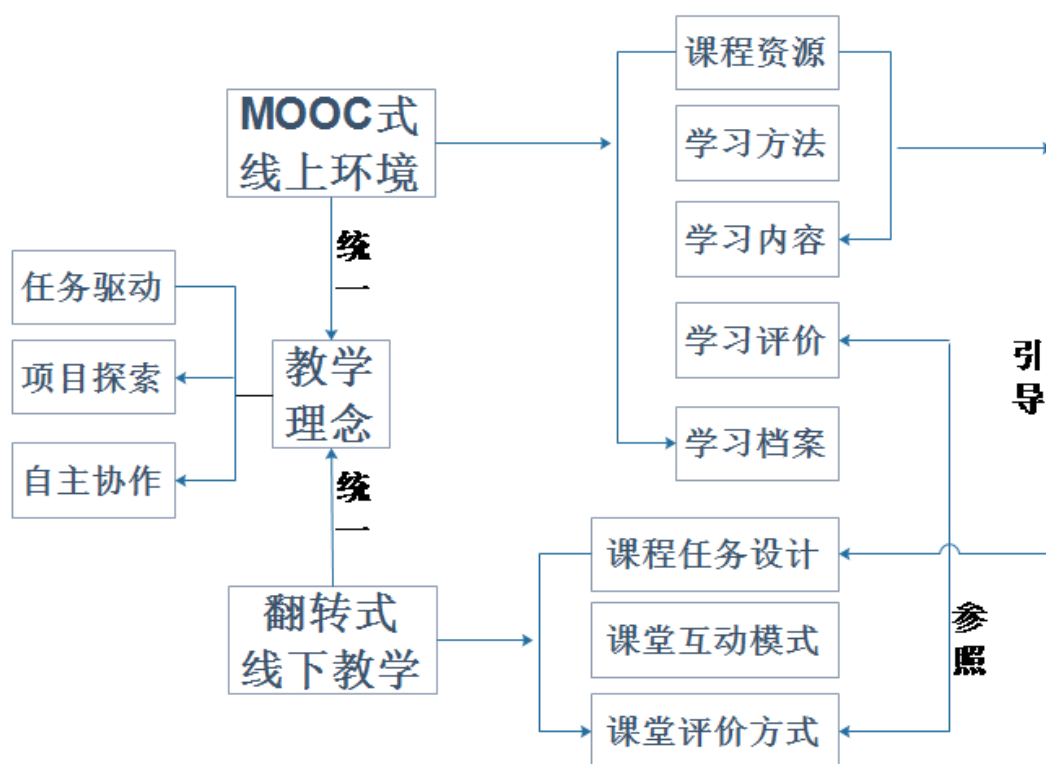 课程资源
MOOC式
线上环境
学习方法
统
一
学习内容
任务驱动
学习评价
项目探索
教学
理念
引
导
自主协作
学习档案
统
一
课程任务设计
翻转式
线下教学
课堂互动模式
参
照
课堂评价方式